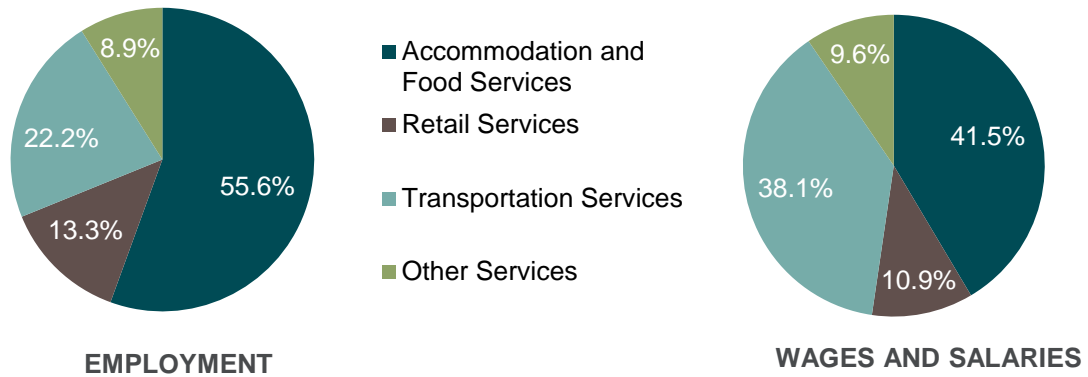 8.9%
22.2%
55.6%
13.3%
EMPLOYMENT
Accommodation and
Food Services
Retail Services
Transportation Services
Other Services
9.6%
41.5%
38.1%
10.9%
WAGES AND SALARIES